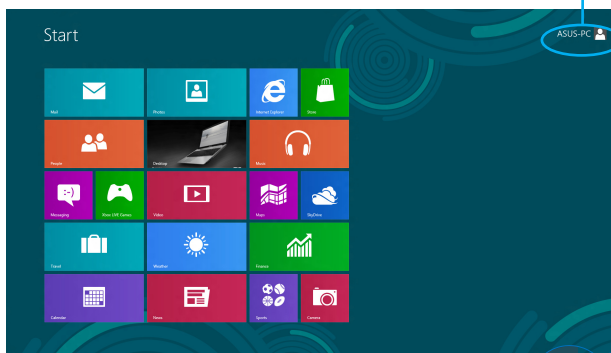 Start
ASUS-PC
Mail
Photos
Internet Explorer
Store
People
Desktop
Music
Messaging
Xbox LIVE Games
Video
Maps
SkyDrive
Travel
Weather
Finance
Calendar
News
Sports
Camera